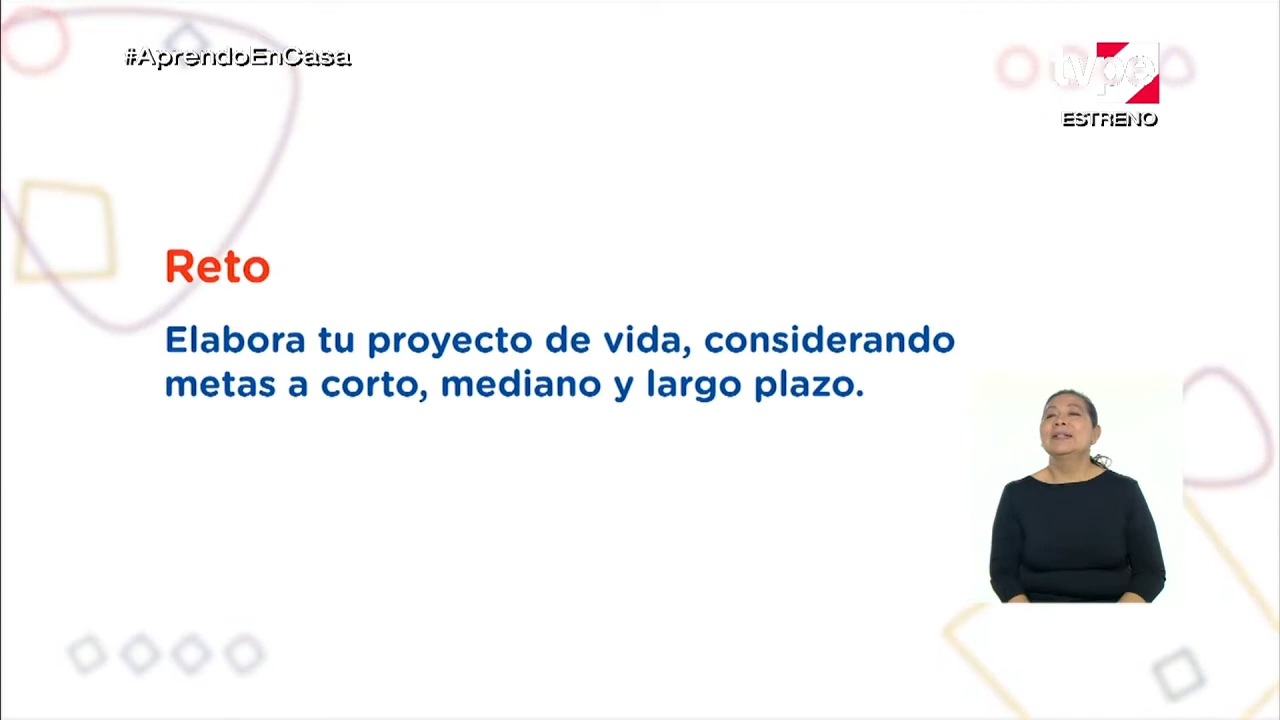 #AprendoEnCasa
tvpe
ESTRENO
Reto
Elabora tu proyecto de vida, considerando
metas a corto, mediano y largo plazo.